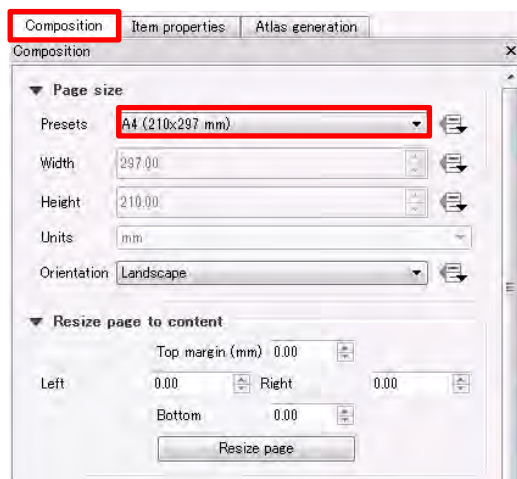 Composition Item properties Atlas generation
Composition
Page size
Presets A4 (210x297 mm)
Width 297.00
Height 210.00
Units mm
Orientation Landscape
Resize page to content
Top margin (mm) 0.00
Left 0.00 Right 0.00
Bottom 0.00
Resize page